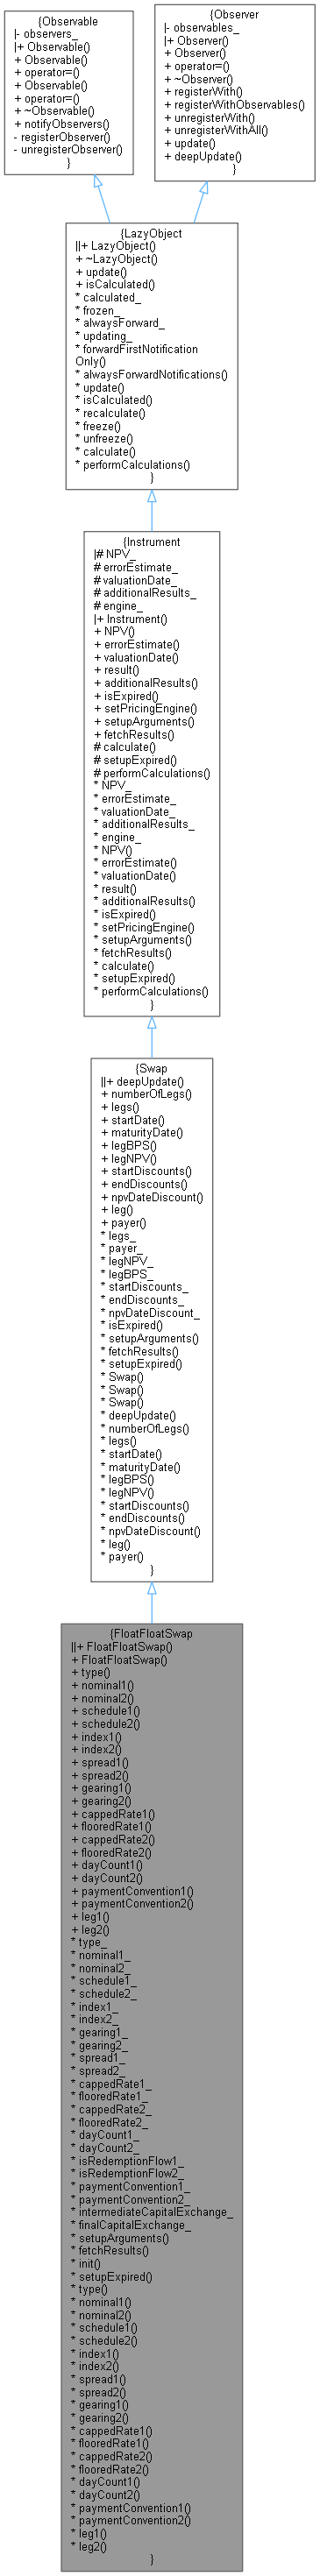 {Observable
|- observers_
|+ Observable()
+ Observable()
+ operator=()
+ Observable()
+ operator=()
+ ~Observable()
+ notifyObservers()
- registerObserver()
- unregisterObserver()
}
{Observer
|- observables_
|+ Observer()
+ Observer()
+ operator=()
+ ~Observer()
+ registerWith()
+ registerWithObservables()
+ unregisterWith()
+ unregisterWithAll()
+ update()
+ deepUpdate()
}
{LazyObject
||+ LazyObject()
+ ~LazyObject()
+ update()
+ isCalculated()
* calculated_
* frozen_
* alwaysForward_
* updating_
* forwardFirstNotification
Only()
* alwaysForwardNotifications()
* update()
* isCalculated()
* recalculate()
* freeze()
* unfreeze()
* calculate()
* performCalculations()
}
{Instrument
|# NPV_
# errorEstimate_
# valuationDate_
# additionalResults_
# engine_
|+ Instrument()
+ NPV()
+ errorEstimate()
+ valuationDate()
+ result()
+ additionalResults()
+ isExpired()
+ setPricingEngine()
+ setupArguments()
+ fetchResults()
# calculate()
# setupExpired()
# performCalculations()
* NPV_
* errorEstimate_
* valuationDate_
* additionalResults_
* engine_
* NPV()
* errorEstimate()
* valuationDate()
* result()
* additionalResults()
* isExpired()
* setPricingEngine()
* setupArguments()
* fetchResults()
* calculate()
* setupExpired()
* performCalculations()
}
{Swap
||+ deepUpdate()
+ numberOfLegs()
+ legs()
+ startDate()
+ maturityDate()
+ legBPS()
+ legNPV()
+ startDiscounts()
+ endDiscounts()
+ npvDateDiscount()
+ leg()
+ payer()
* legs_
* payer_
* legNPV_
* legBPS_
* startDiscounts_
* endDiscounts_
* npvDateDiscount_
* isExpired()
* setupArguments()
* fetchResults()
* setupExpired()
* Swap()
* Swap()
* Swap()
* deepUpdate()
* numberOfLegs()
* legs()
* startDate()
* maturityDate()
* legBPS()
* legNPV()
* startDiscounts()
* endDiscounts()
* npvDateDiscount()
* leg()
* payer()
}
{FloatFloatSwap
||+ FloatFloatSwap()
+ FloatFloatSwap()
+ type()
+ nominal1()
+ nominal2()
+ schedule1()
+ schedule2()
+ index1()
+ index2()
+ spread1()
+ spread2()
+ gearing1()
+ gearing2()
+ cappedRate1()
+ flooredRate1()
+ cappedRate2()
+ flooredRate2()
+ dayCount1()
+ dayCount2()
+ paymentConvention1()
+ paymentConvention2()
+ leg1()
+ leg2()
* type_
* nominal1_
* nominal2_
* schedule1_
* schedule2_
* index1_
* index2_
* gearing1_
* gearing2_
* spread1_
* spread2_
* cappedRate1_
* flooredRate1_
* cappedRate2_
* flooredRate2_
* dayCount1_
* dayCount2_
* isRedemptionFlow1_
* isRedemptionFlow2_
* paymentConvention1_
* paymentConvention2_
* intermediateCapitalExchange_
* finalCapitalExchange_
* setupArguments()
* fetchResults()
* init()
* setupExpired()
* type()
* nominal1()
* nominal2()
* schedule1()
* schedule2()
* index1()
* index2()
* spread1()
* spread2()
* gearing1()
* gearing2()
* cappedRate1()
* flooredRate1()
* cappedRate2()
* flooredRate2()
* dayCount1()
* dayCount2()
* paymentConvention1()
* paymentConvention2()
* leg1()
* leg2()
}